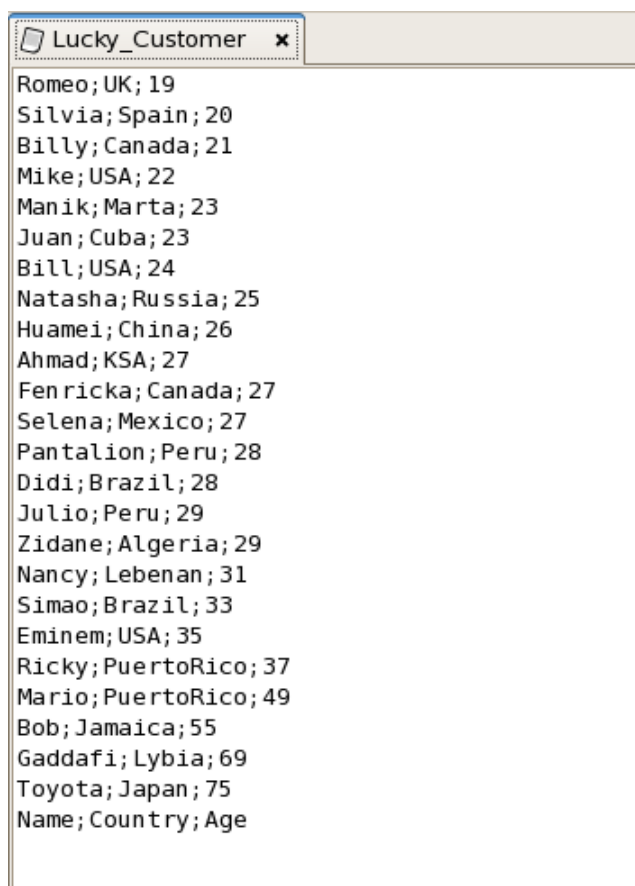 Lucky_Customer
Romeo;UK;19
Silvia;Spain;20
Billy;Canada;21
Mike;USA;22
Manik;Marta;23
Juan;Cuba;23
Bill;USA;24
Natasha;Russia;25
Huamei;China;26
Ahmad;KSA;27
Fenricka;Canada;27
Selena;Mexico;27
Pantalion;Peru;28
Didi;Brazil;28
Julio;Peru;29
Zidane;Algeria;29
Nancy;Lebenan;31
Simao;Brazil;33
Eminem;USA;35
Ricky;PuertoRico;37
Mario;PuertoRico;49
Bob;Jamaica;55
Gaddafi;Lybia;69
Toyota;Japan;75
Name;Country;Age